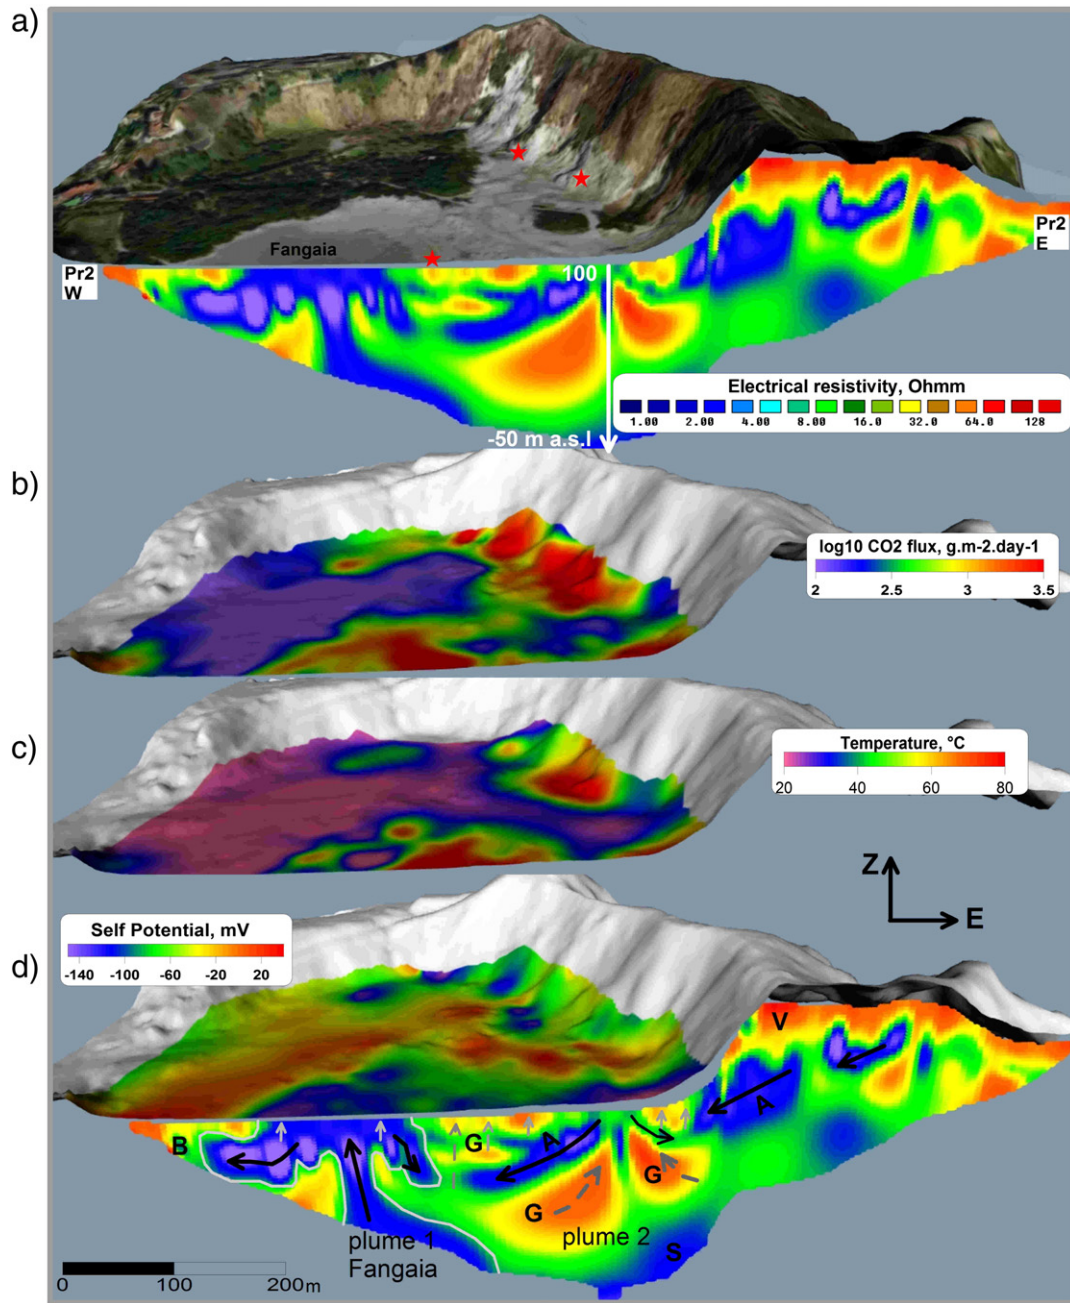 a)
Fangaia
Pr2
W
Pr2
E
100
Electrical resistivity, Ohmm
1.00 2.00 4.00 8.00 16.0 32.0 64.0 128
-50 m a.s.l
b)
log10 CO2 flux, g.m-2.day-1
2 2.5 3 3.5
c)
Temperature, °C
20 40 60 80
Z
E
Self Potential, mV
-140 -100 -60 -20 20
d)
V
A
B
G
A
G
G
plume 2
S
plume 1
Fangaia
0 100 200m